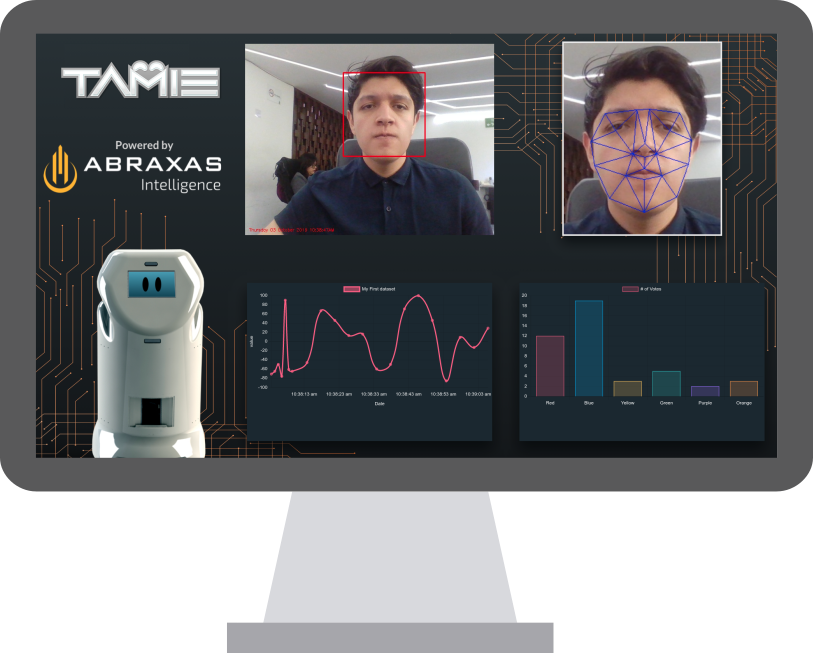 TAMIE
Powered by
ABRAXAS
Intelligence
My First dataset
100
80
60
40
20
0
-20
-40
-60
-80
-100
value
10:38:13 am 10:38:23 am 10:38:33 am 10:38:43 am 10:38:53 am 10:39:03 am
Date
# of Votes
20
18
16
14
12
10
8
6
4
2
0
Red Blue Yellow Green Purple Orange